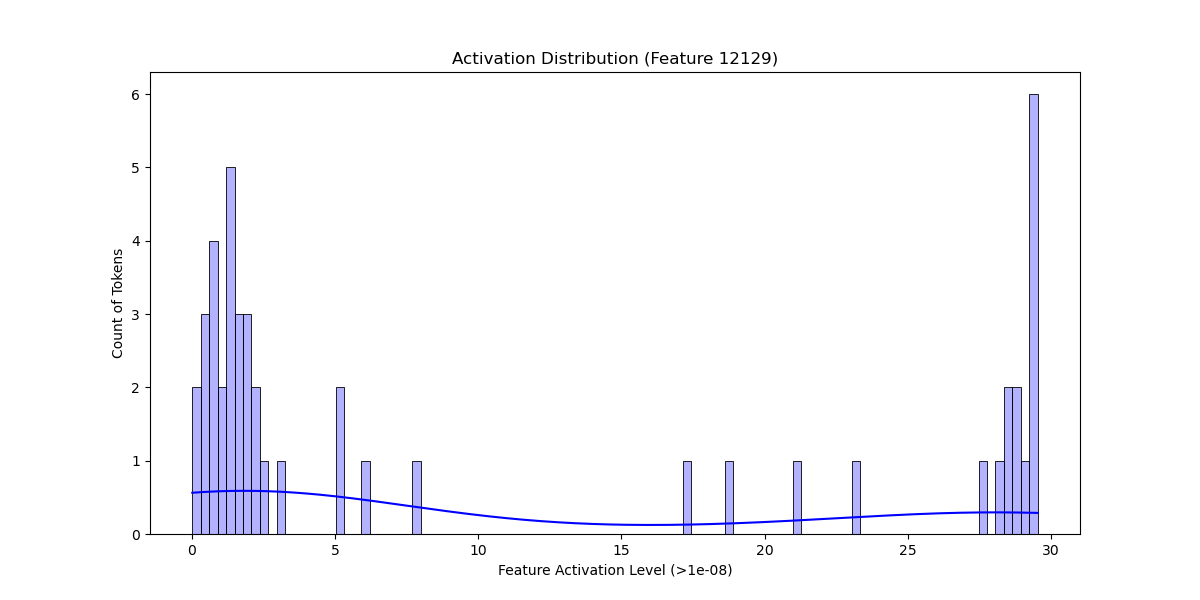 Activation Distribution (Feature 12129)
6
5
4
3
2
1
0
Count of Tokens
0 5 10 15 20 25 30
Feature Activation Level (>1e-08)